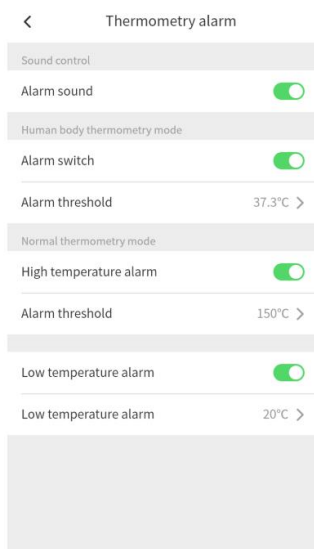 Thermometry alarm
Sound control
Alarm sound
Human body thermometry mode
Alarm switch
Alarm threshold 37.3°C
Normal thermometry mode
High temperature alarm
Alarm threshold 150°C
Low temperature alarm
Low temperature alarm 20°C